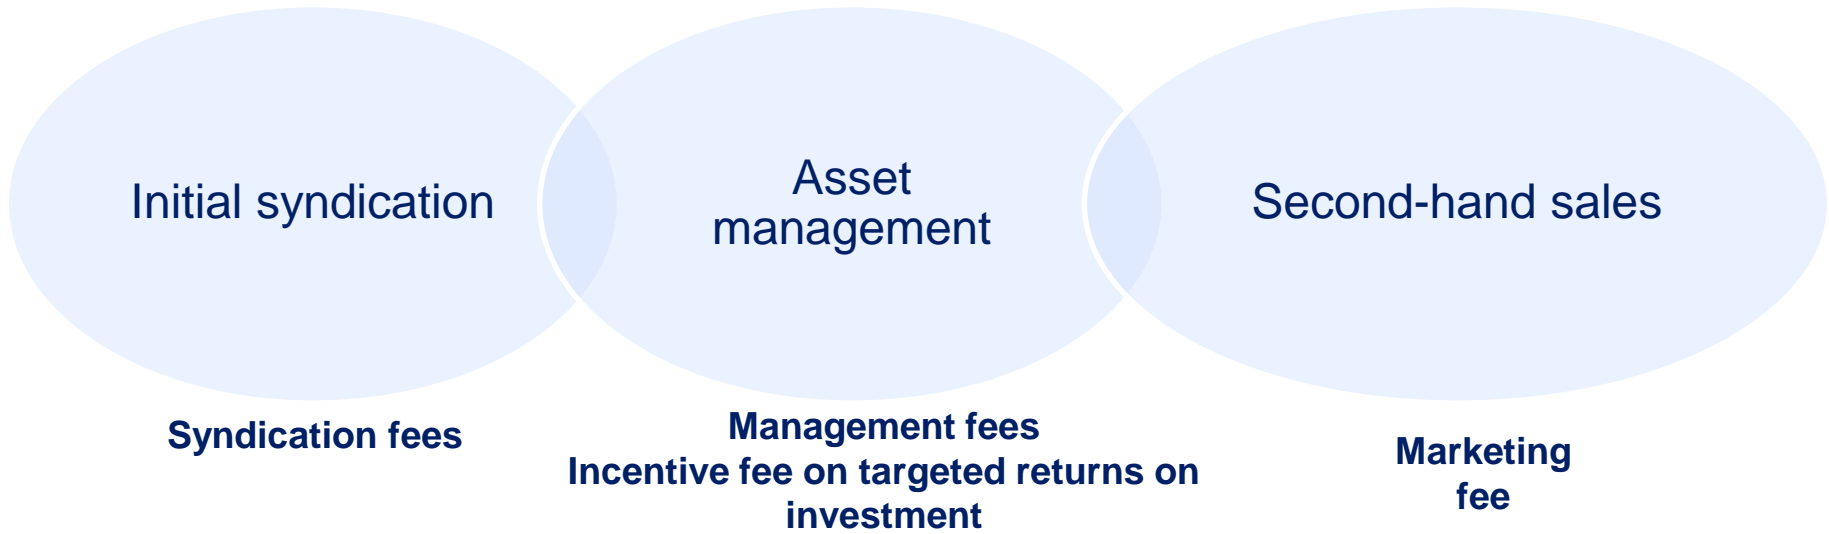 Initial syndication
Asset
management
Second-hand sales
Syndication fees
Management fees
Incentive fee on targeted returns on
investment
Marketing
fee